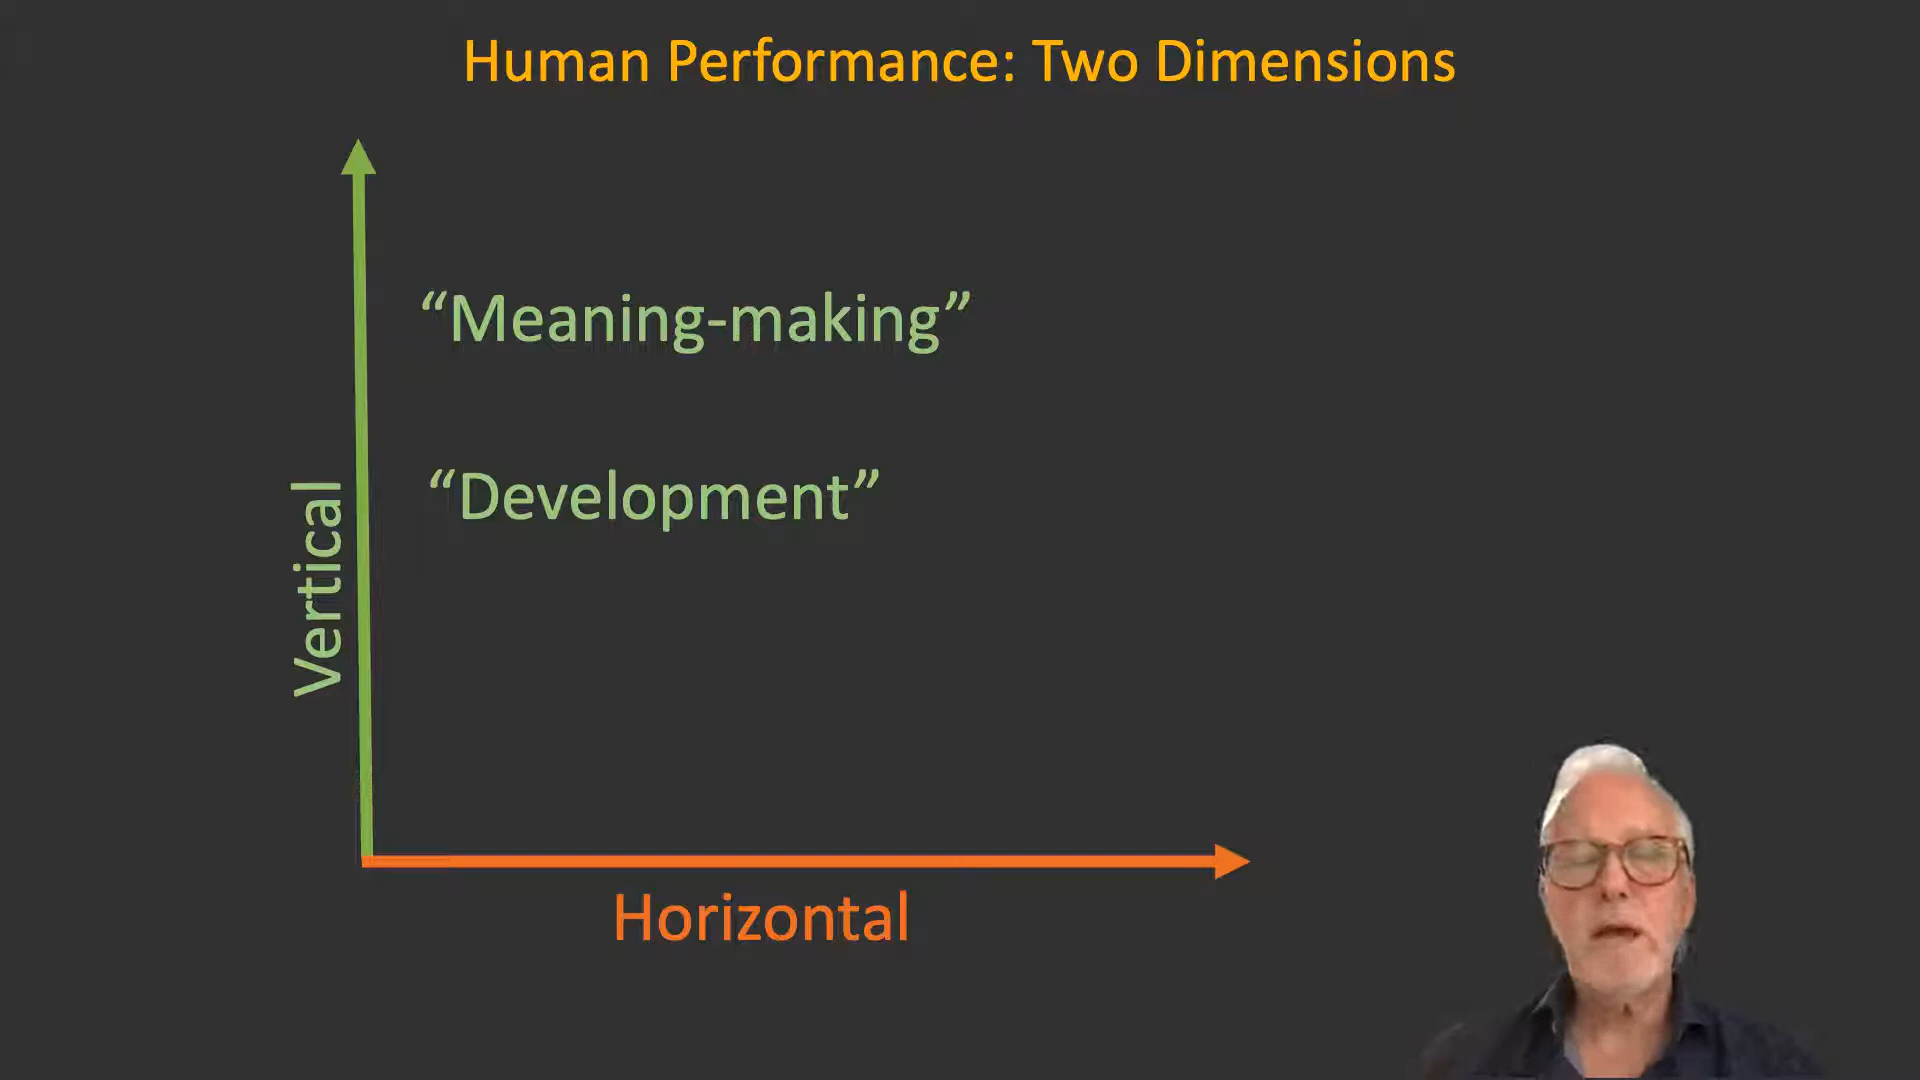 Human Performance: Two Dimensions
“Meaning-making”
“Development”
Vertical
Horizontal